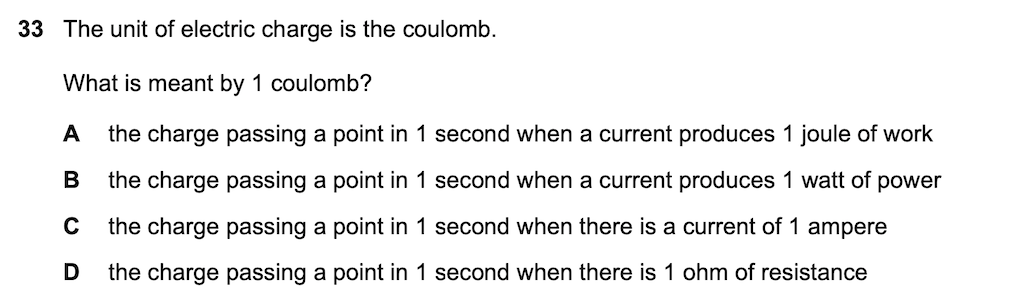 33 The unit of electric charge is the coulomb.
What is meant by 1 coulomb?
A the charge passing a point in 1 second when a current produces 1 joule of work
B the charge passing a point in 1 second when a current produces 1 watt of power
C the charge passing a point in 1 second when there is a current of 1 ampere
D the charge passing a point in 1 second when there is 1 ohm of resistance